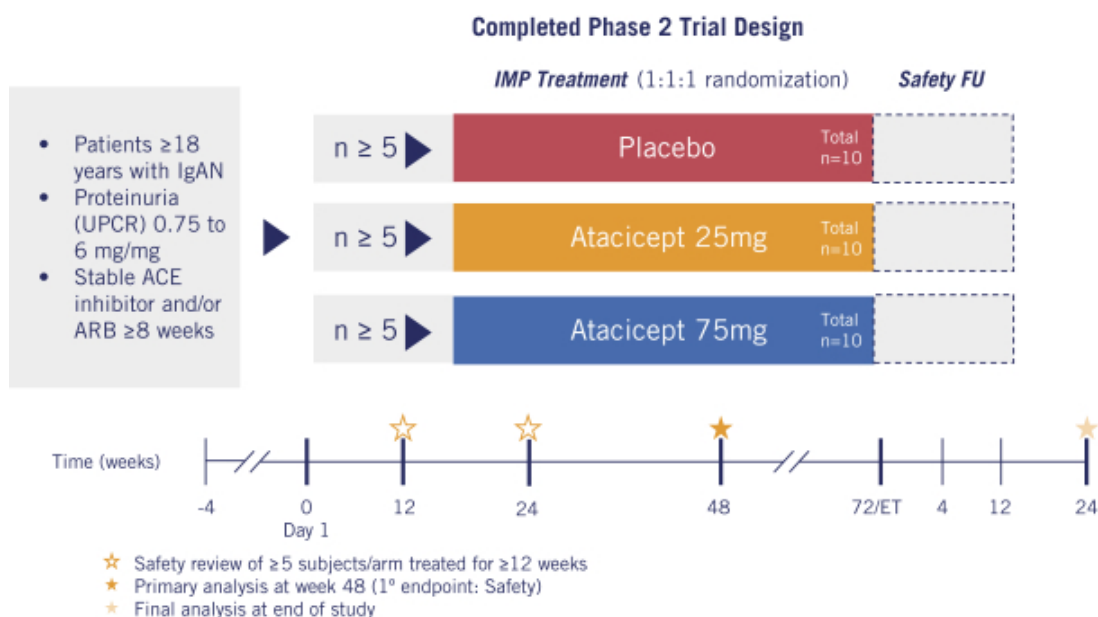 Completed Phase 2 Trial Design
IMP Treatment (1:1:1 randomization)
Safety FU
• Patients ≥18
years with IgAN
• Proteinuria
(UPCR) 0.75 to
6 mg/mg
• Stable ACE
inhibitor and/or
ARB ≥8 weeks
n ≥ 5
Placebo
Total
n=10
n ≥ 5
Atacicept 25mg
Total
n=10
n ≥ 5
Atacicept 75mg
Total
n=10
Time (weeks)
-4
0
Day 1
12
24
48
72/ET
4
12
24
Safety review of ≥5 subjects/arm treated for ≥12 weeks
Primary analysis at week 48 (1º endpoint: Safety)
Final analysis at end of study